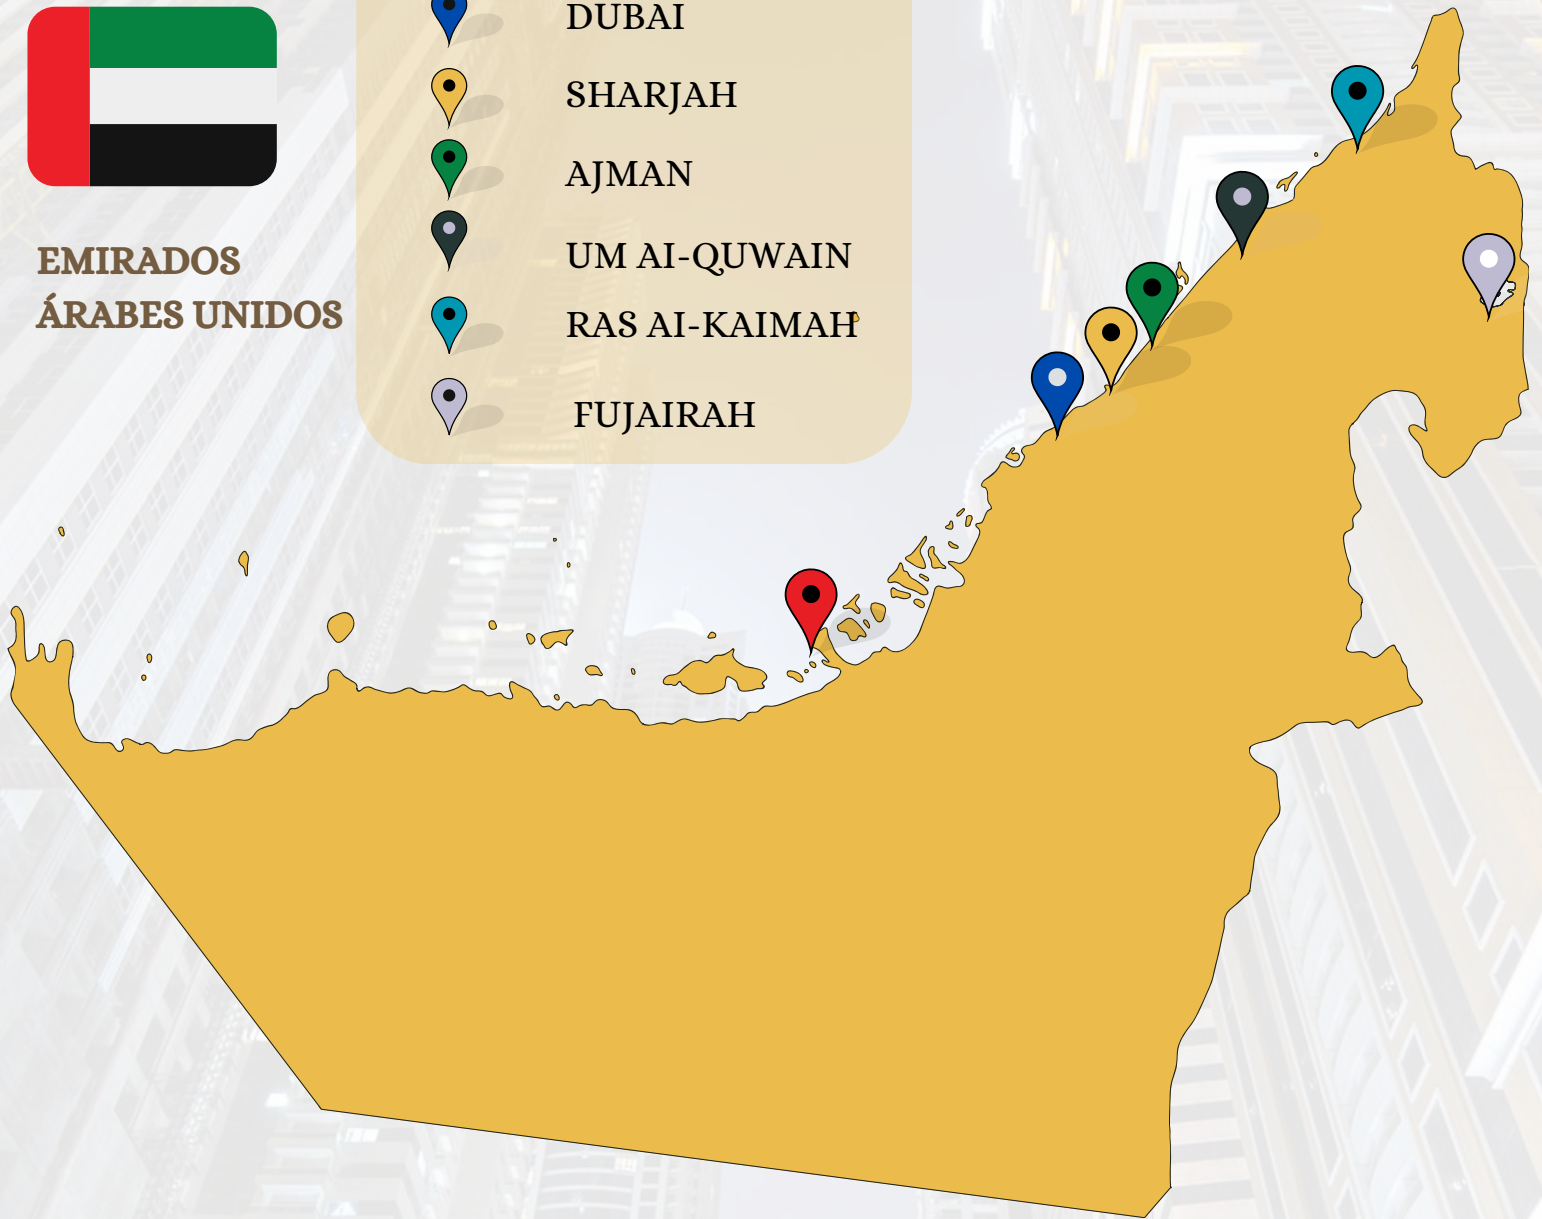 DUBAI
SHARJAH
AJMAN
UM AI-QUWAIN
RAS AI-KAIMAH
FUJAIRAH
EMIRADOS
ÁRABES UNIDOS